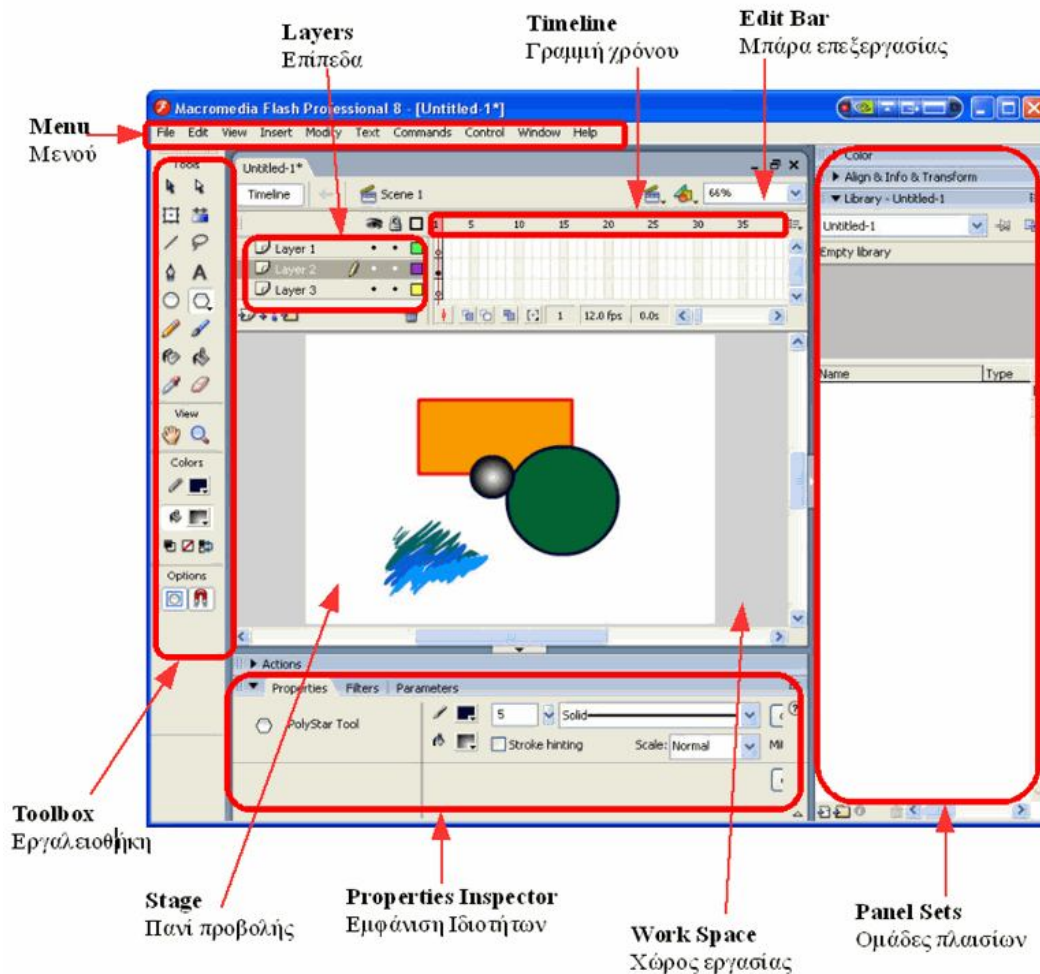 Layers
Επίπεδα
Timeline
Γραμμή χρόνου
Edit Bar
Μπάρα επεξεργασίας
Menu
Μενού
Macromedia Flash Professional 8 - [Untitled-1*]
File Edit View Insert Modify Text Commands Control Window Help
Tools
Untitled-1*
Timeline
Scene 1
66%
1 5 10 15 20 25 30 35
Layer 1
Layer 2
Layer 3
1 12.0 fps 0.0s
View
Colors
Options
Color
Align & Info & Transform
Library - Untitled-1
Untitled-1
Empty library
Name Type
Actions
Properties Filters Parameters
PolyStar Tool
5 Solid
Stroke hinting Scale: Normal Mit
Toolbox
Εργαλειοθήκη
Stage
Πανί προβολής
Properties Inspector
Εμφάνιση Ιδιοτήτων
Work Space
Χώρος εργασίας
Panel Sets
Ομάδες πλαισίων